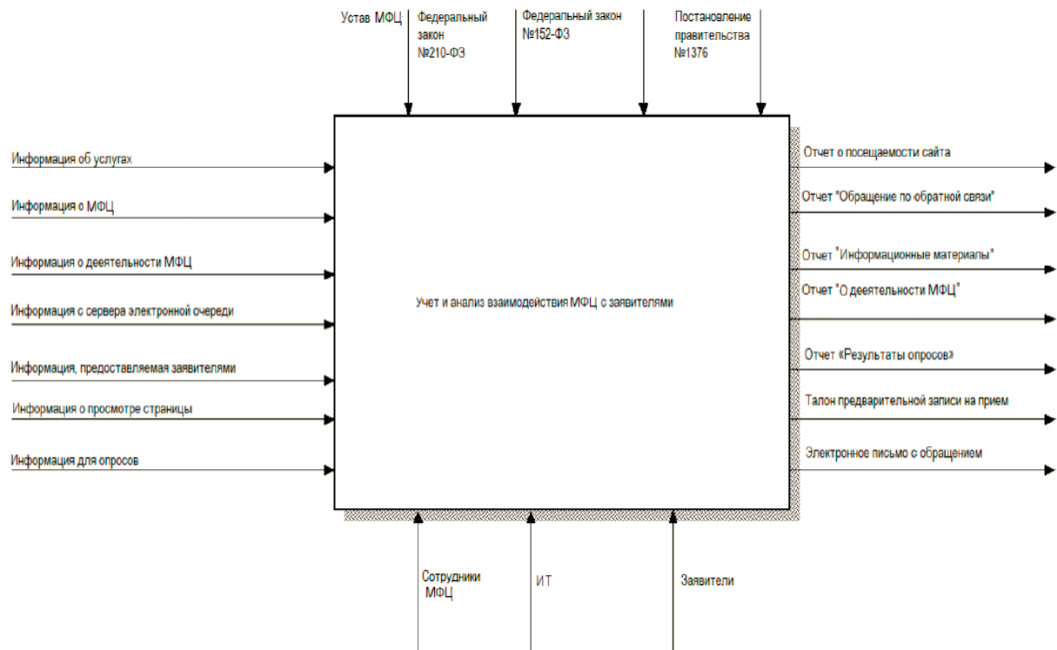 Устав МФЦ
Федеральный
закон
№210-ФЗ
Федеральный закон
№152-ФЗ
Постановление
правительства
№1376
Информация об услугах
Информация о МФЦ
Информация о дееятельности МФЦ
Информация с сервера электронной очереди
Информация, предоставляемая заявителями
Информация о просмотре страницы
Информация для опросов
Учет и анализ взаимодействия МФЦ с заявителями
Отчет о посещаемости сайта
Отчет "Обращение по обратной связи"
Отчет "Информационные материалы"
Отчет "О дееятельности МФЦ"
Отчет «Результаты опросов»
Талон предварительной записи на прием
Электронное письмо с обращением
Сотрудники
МФЦ
ИТ
Заявители